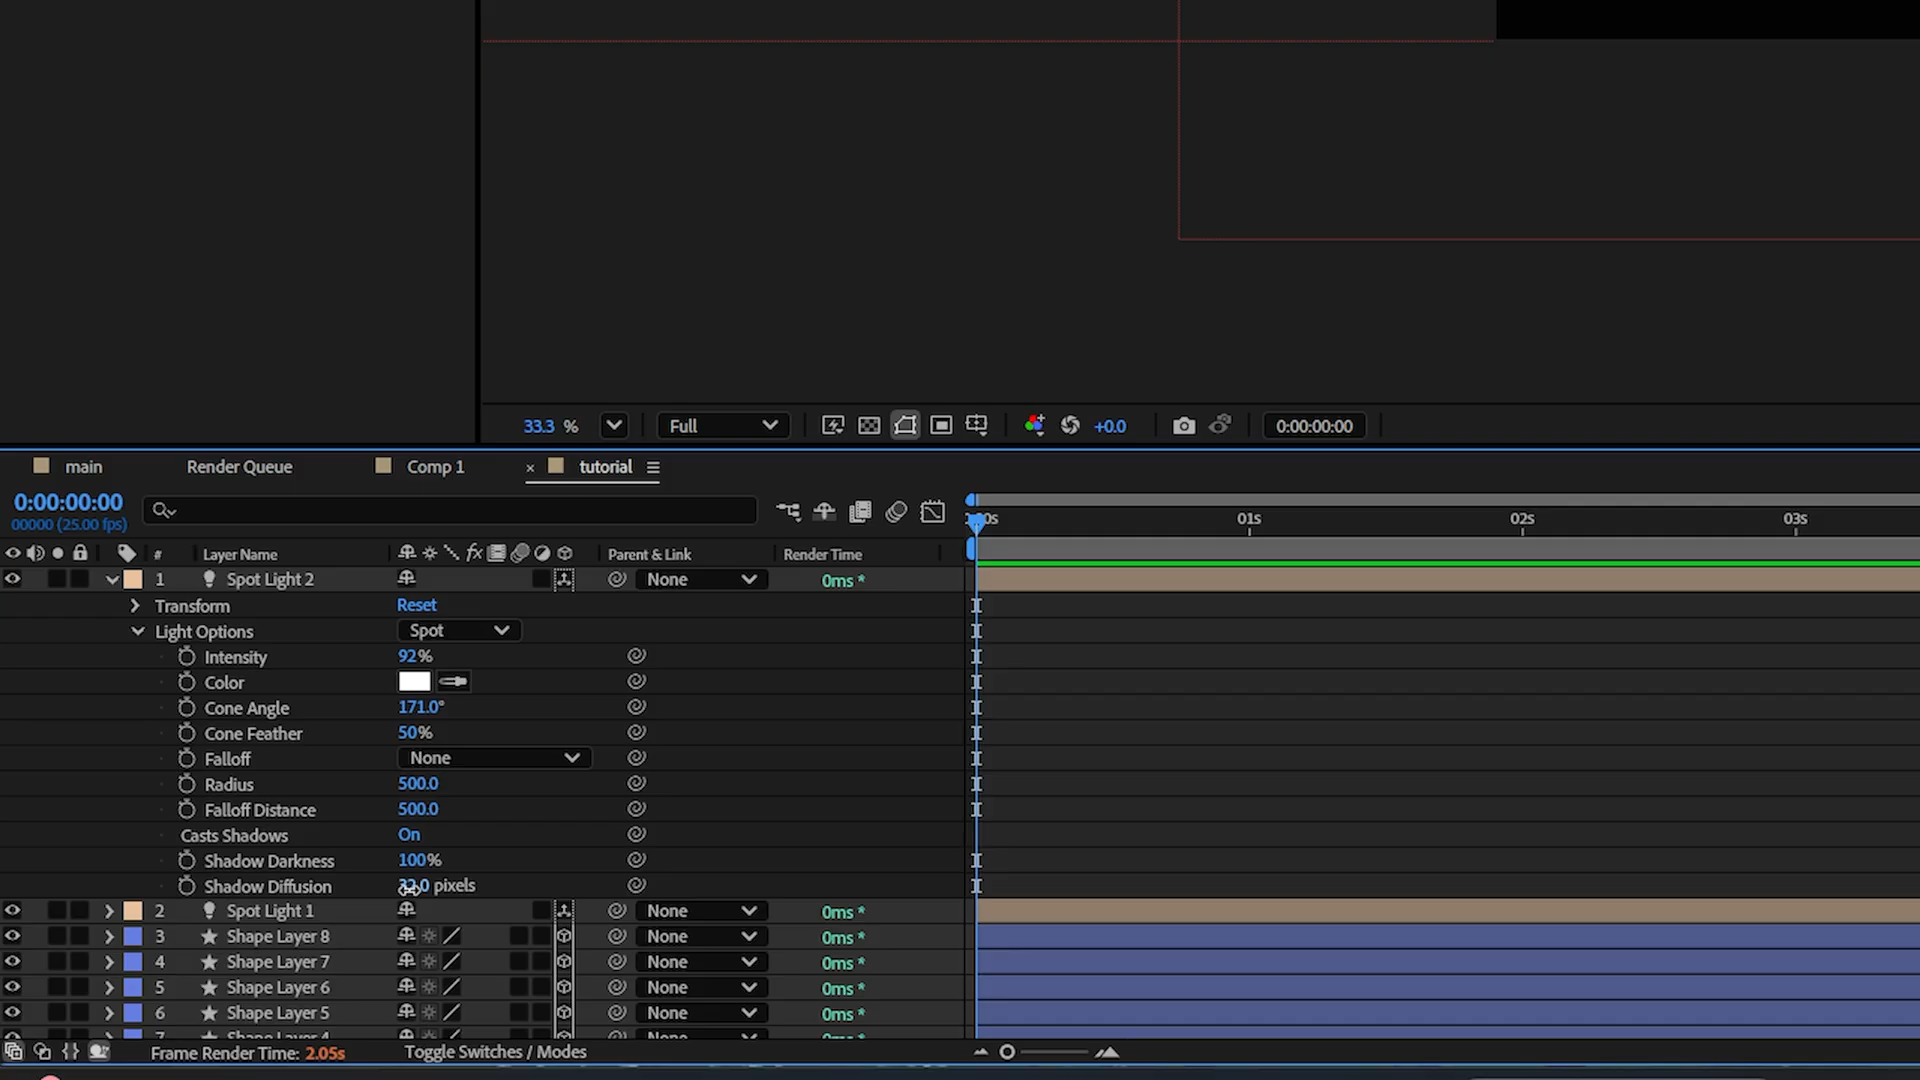 33.3 %
Full
+0.0
0:00:00:00
main
Render Queue
Comp 1
× tutorial
0:00:00:00
00000 (25.00 fps)
01s
02s
03s
# Layer Name
fx
Parent & Link
Render Time
1 Spot Light 2
None
0ms *
Transform
Reset
Light Options
Spot
Intensity
92%
Color
Cone Angle
171.0°
Cone Feather
50%
Falloff
None
Radius
500.0
Falloff Distance
500.0
Casts Shadows
On
Shadow Darkness
100%
Shadow Diffusion
pixels
2 Spot Light 1
None
0ms *
3 Shape Layer 8
None
0ms *
4 Shape Layer 7
None
0ms *
5 Shape Layer 6
None
0ms *
6 Shape Layer 5
None
0ms *
7 Shape Layer 4
None
0ms *
Frame Render Time: 2.05s
Toggle Switches / Modes